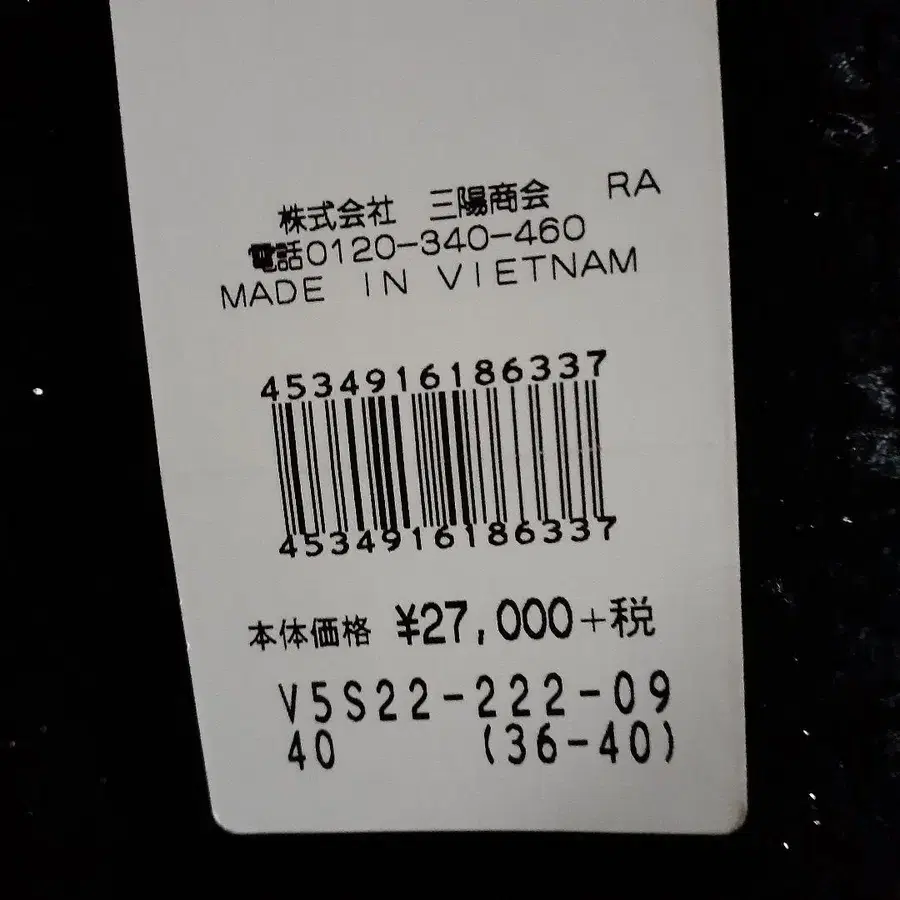 株式会社 三陽商会 RA
電話0120-340-460
MADE IN VIETNAM
4534916186337
4534916186337
本体価格 ¥27,000+税
V5S22-222-09
40 (36-40)